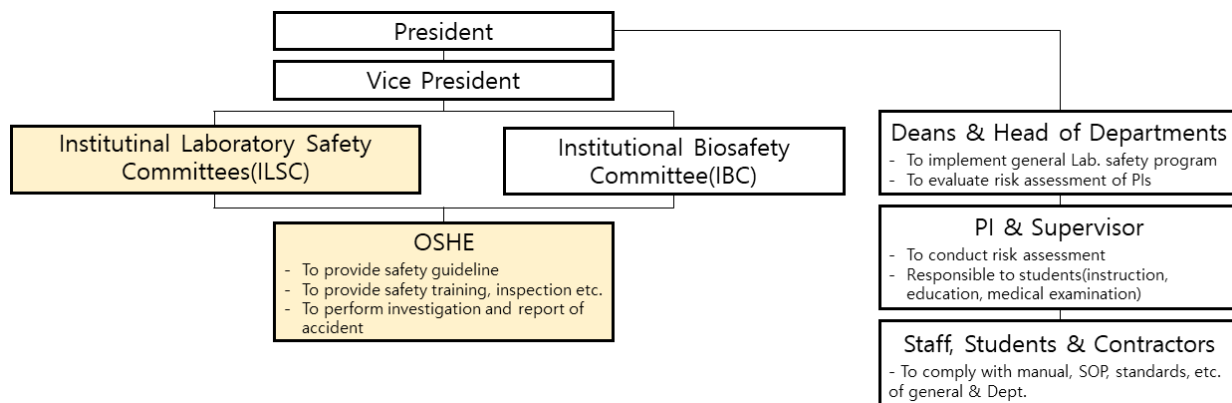 President
Vice President
Institutinal Laboratory Safety
Committees(ILSC)
Institutional Biosafety
Committee(IBC)
OSHE
- To provide safety guideline
- To provide safety training, inspection etc.
- To perform investigation and report of
accident
Deans & Head of Departments
- To implement general Lab. safety program
- To evaluate risk assessment of PIs
PI & Supervisor
- To conduct risk assessment
- Responsible to students(instruction,
education, medical examination)
Staff, Students & Contractors
- To comply with manual, SOP, standards, etc.
of general & Dept.